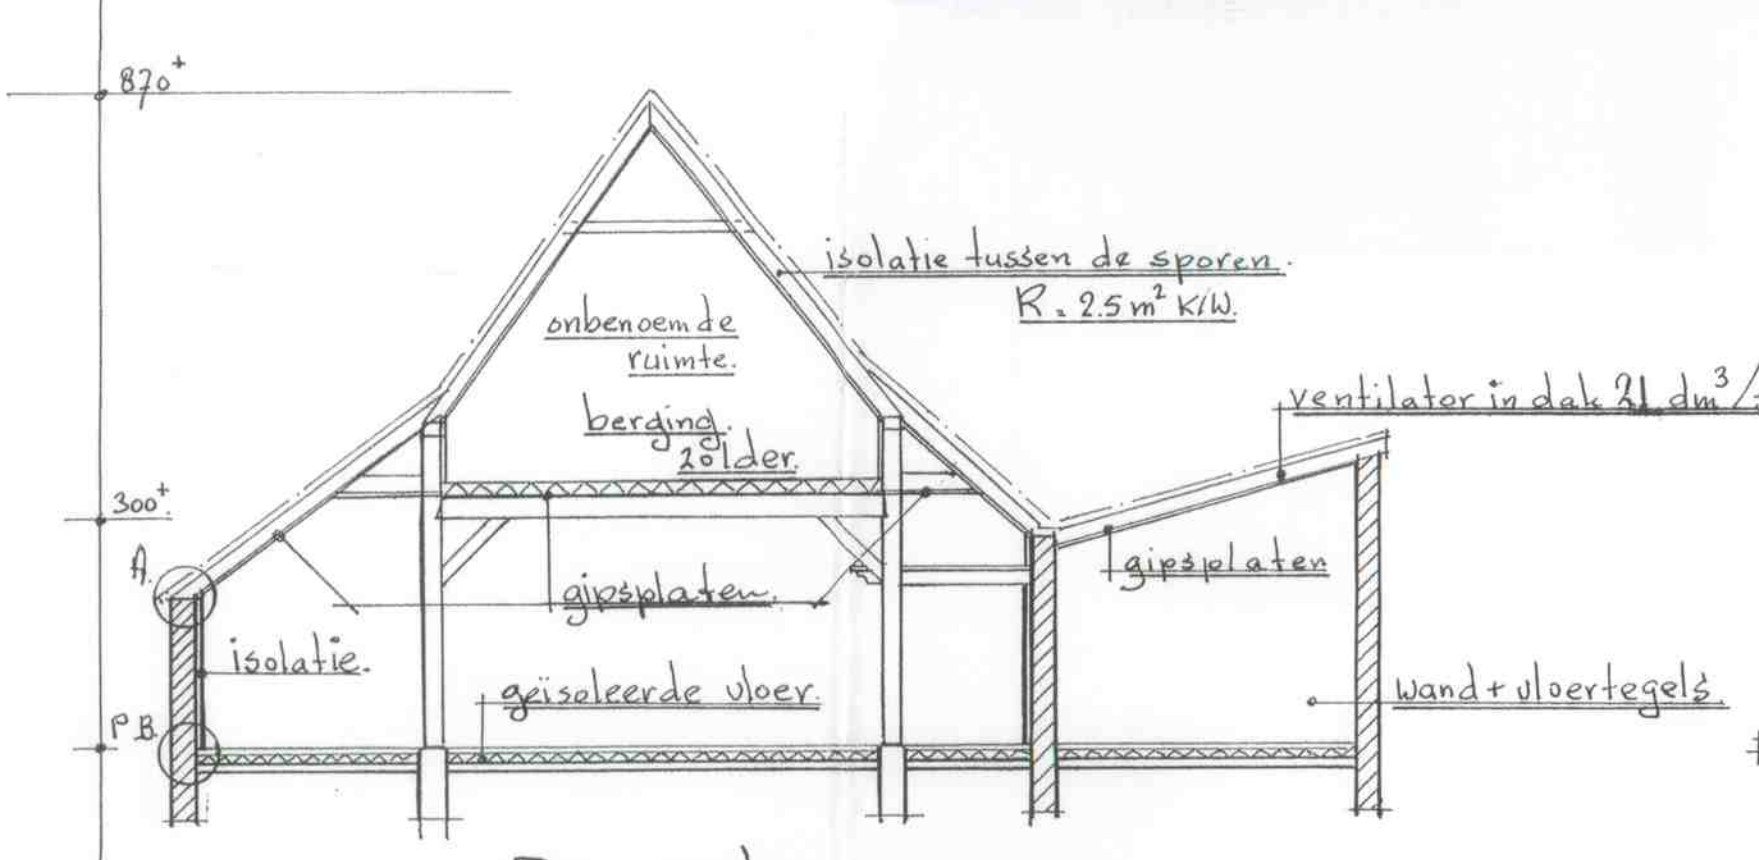 870+
isolatie tussen de sporen.
R = 2.5 m² K/W.
onbenoemde
ruimte.
ventilator in dak 21 dm³/
berging.
zolder.
300+
A.
gipsplaten.
gipsplaten
isolatie.
geïsoleerde vloer.
wand + vloertegels.
P B.